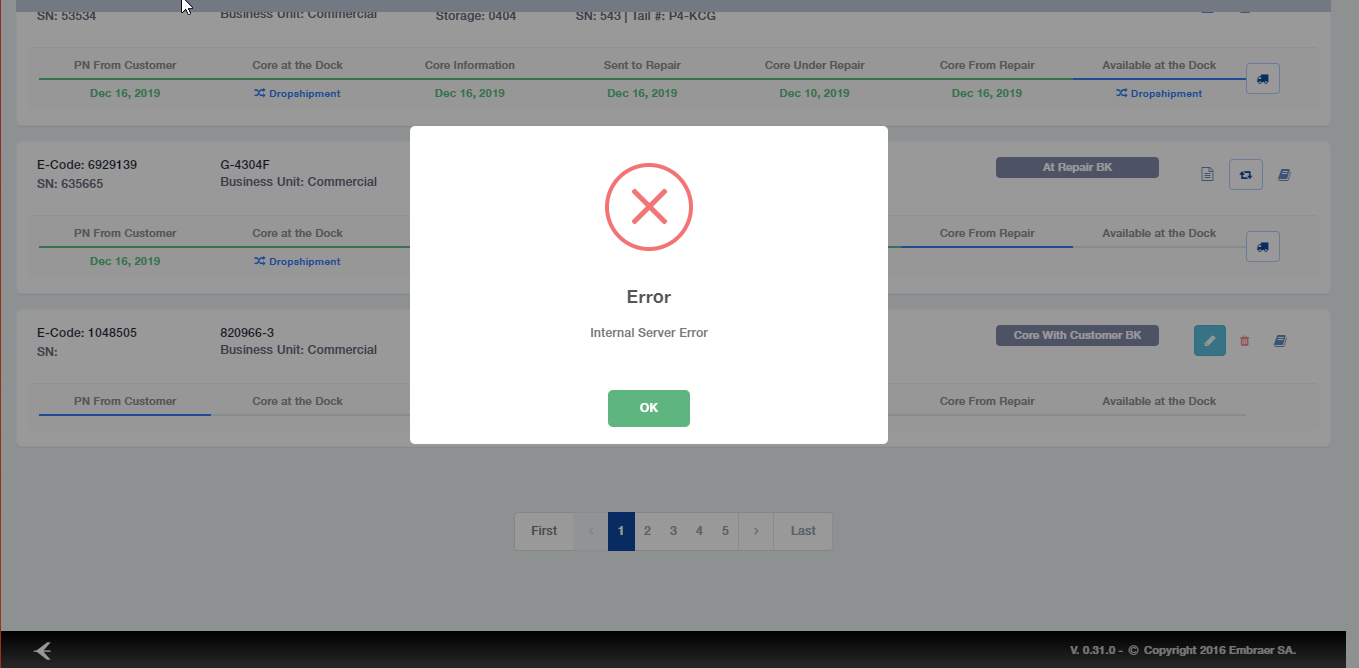 SN: 53534 Business Unit: Commercial Storage: 0404 SN: 543 | Tail #: P4-KCG
PN From Customer Core at the Dock Core Information Sent to Repair Core Under Repair Core From Repair Available at the Dock
Dec 16, 2019 Dropshipment Dec 16, 2019 Dec 16, 2019 Dec 10, 2019 Dec 16, 2019 Dropshipment
E-Code: 6929139 G-4304F At Repair BK
SN: 635665 Business Unit: Commercial
PN From Customer Core at the Dock Core From Repair Available at the Dock
Dec 16, 2019 Dropshipment
Error
Internal Server Error
OK
E-Code: 1048505 820966-3 Core With Customer BK
SN: Business Unit: Commercial
PN From Customer Core at the Dock Core From Repair Available at the Dock
First ‹ 1 2 3 4 5 › Last
V. 0.31.0 - © Copyright 2016 Embraer SA.